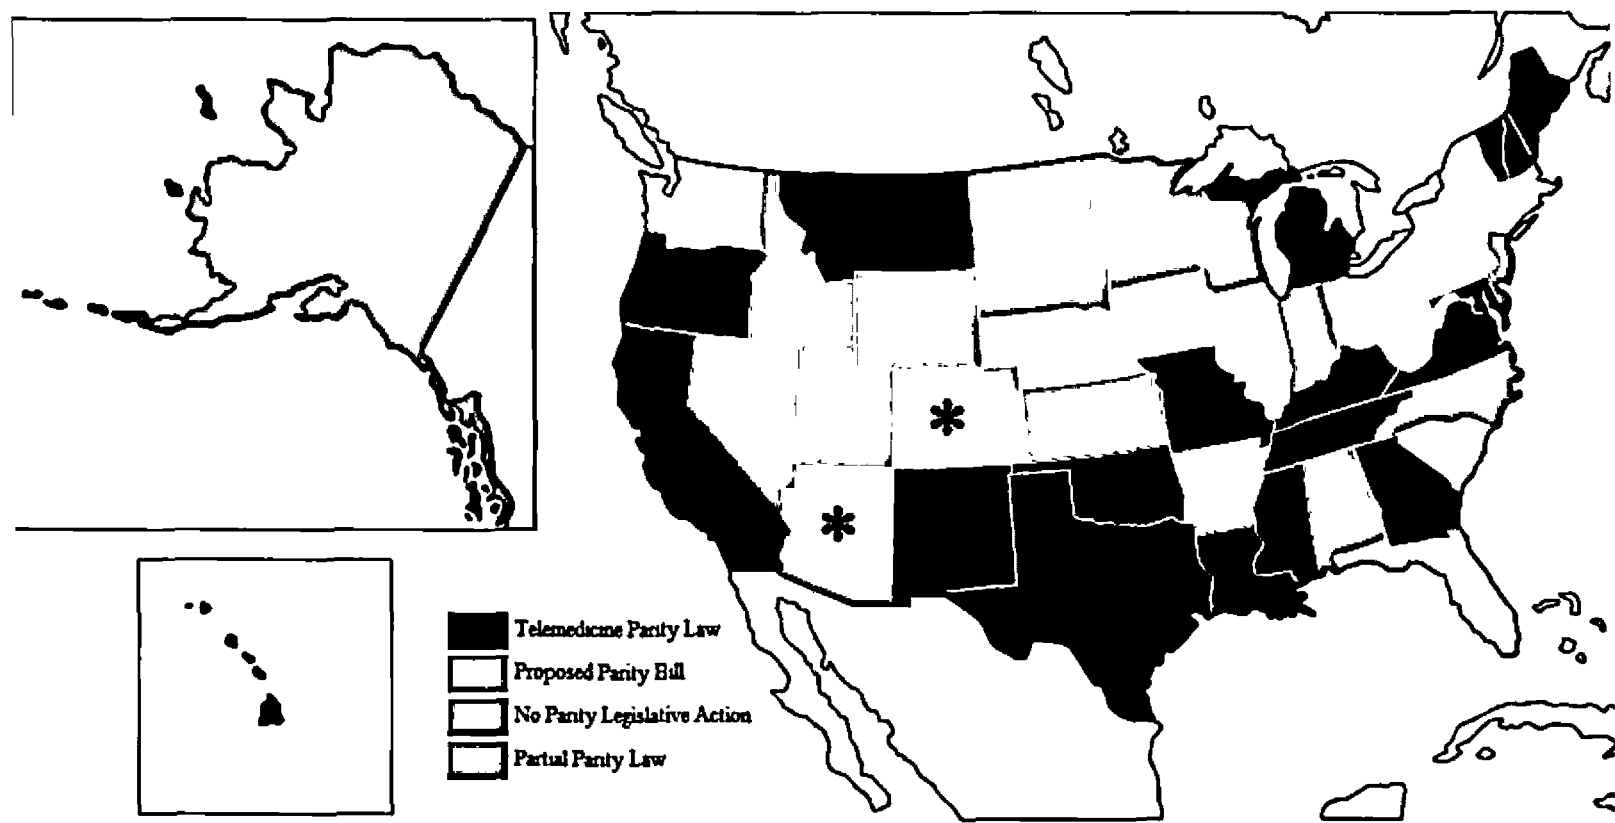 *
*
Telemedicine Parity Law
Proposed Parity Bill
No Parity Legislative Action
Partial Parity Law